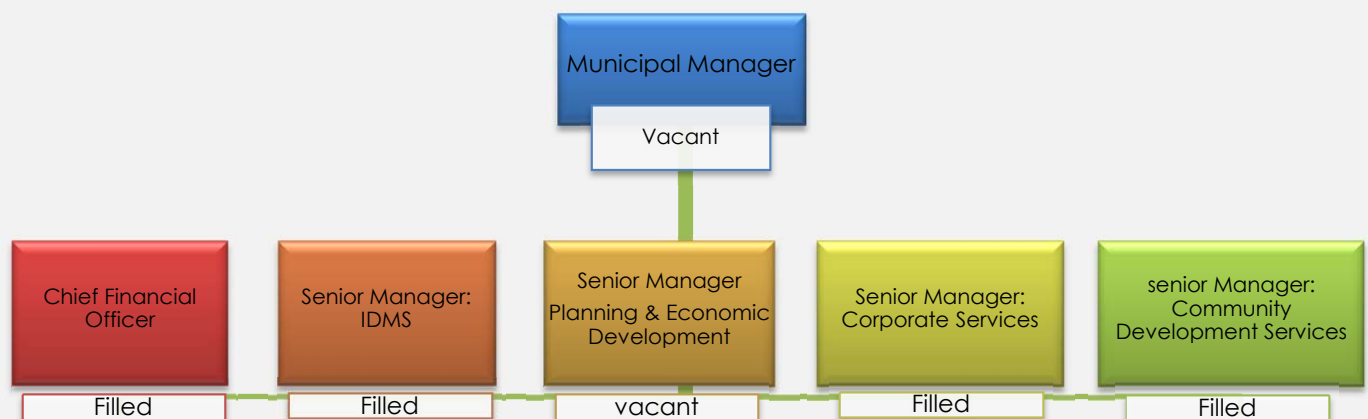 Municipal Manager
Vacant
Chief Financial
Officer
Filled
Senior Manager:
IDMS
Filled
Senior Manager
Planning & Economic
Development
vacant
Senior Manager:
Corporate Services
Filled
senior Manager:
Community
Development Services
Filled